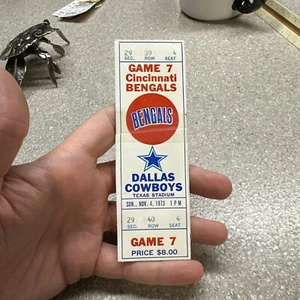 29 39 4
SEC. ROW SEAT
GAME 7
Cincinnati
BENGALS
BENGALS
DALLAS
COWBOYS
TEXAS STADIUM
SUN., NOV. 4, 1973 1 PM
29 40 4
SEC. ROW SEAT
GAME 7
PRICE $8.00